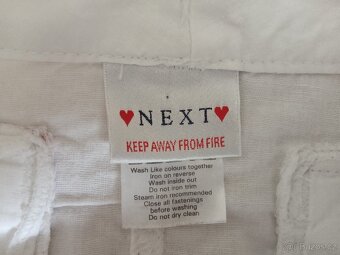 ♥NEXT♥
KEEP AWAY FROM FIRE
Wash Like colours together
Iron on reverse
Wash inside out
Do not iron trim
Steam iron recommended
Close all fastenings
before washing
Do not dry clean